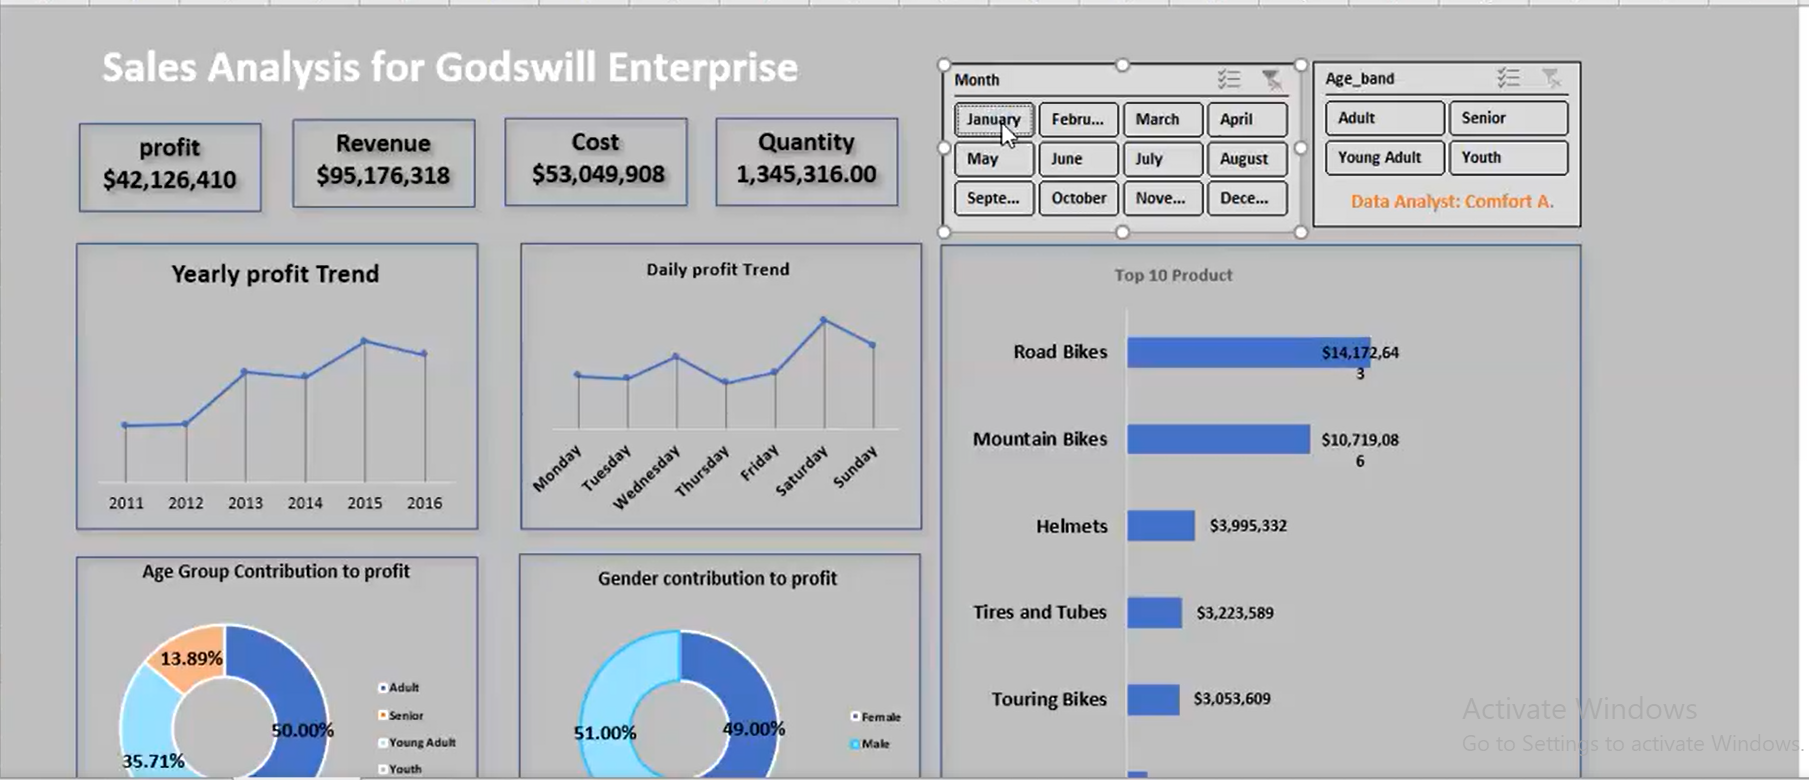 Sales Analysis for Godswill Enterprise
profit
$42,126,410
Revenue
$95,176,318
Cost
$53,049,908
Quantity
1,345,316.00
Month
January Febru... March April
May June July August
Septe... October Nove... Dece...
Age_band
Adult Senior
Young Adult Youth
Data Analyst: Comfort A.
Yearly profit Trend
2011 2012 2013 2014 2015 2016
Daily profit Trend
Monday Tuesday Wednesday Thursday Friday Saturday Sunday
Top 10 Product
Road Bikes $14,172,64
3
Mountain Bikes $10,719,08
6
Helmets $3,995,332
Tires and Tubes $3,223,589
Touring Bikes $3,053,609
Age Group Contribution to profit
13.89%
50.00%
35.71%
Adult
Senior
Young Adult
Youth
Gender contribution to profit
51.00% 49.00%
Female
Male
Activate Windows
Go to Settings to activate Windows.